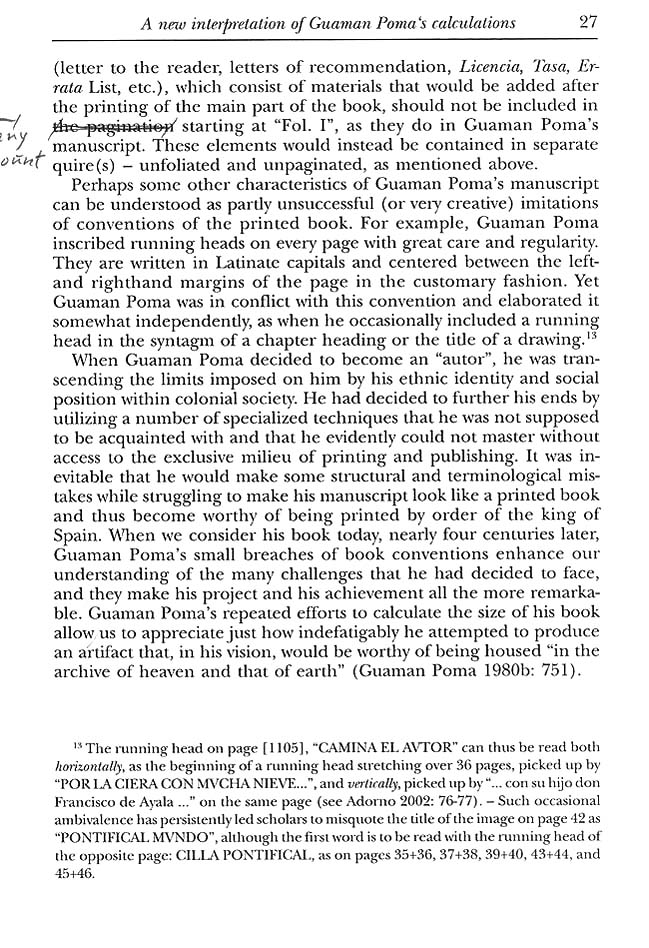 A new interpretation of Guaman Poma‘s calculations 27
(letter to the reader, letters of recommendation, Licencia, Tasa, Er-
rata List, etc.), which consist of materials that would be added after
the printing of the main part of the book, should not be included in
the pagination starting at “Fol. I”, as they do in Guaman Poma’s
manuscript. These elements would instead be contained in separate
quire(s) – unfoliated and unpaginated, as mentioned above.
Perhaps some other characteristics of Guaman Poma’s manuscript
can be understood as partly unsuccessful (or very creative) imitations
of conventions of the printed book. For example, Guaman Poma
inscribed running heads on every page with great care and regularity.
They are written in Latinate capitals and centered between the left-
and righthand margins of the page in the customary fashion. Yet
Guaman Poma was in conflict with this convention and elaborated it
somewhat independently, as when he occasionally included a running
head in the syntagm of a chapter heading or the title of a drawing.¹³
When Guaman Poma decided to become an “autor”, he was tran-
scending the limits imposed on him by his ethnic identity and social
position within colonial society. He had decided to further his ends by
utilizing a number of specialized techniques that he was not supposed
to be acquainted with and that he evidently could not master without
access to the exclusive milieu of printing and publishing. It was in-
evitable that he would make some structural and terminological mis-
takes while struggling to make his manuscript look like a printed book
and thus become worthy of being printed by order of the king of
Spain. When we consider his book today, nearly four centuries later,
Guaman Poma’s small breaches of book conventions enhance our
understanding of the many challenges that he had decided to face,
and they make his project and his achievement all the more remarka-
ble. Guaman Poma’s repeated efforts to calculate the size of his book
allow us to appreciate just how indefatigably he attempted to produce
an artifact that, in his vision, would be worthy of being housed “in the
archive of heaven and that of earth” (Guaman Poma 1980b: 751).
¹³ The running head on page [1105], “CAMINA EL AVTOR” can thus be read both
horizontally, as the beginning of a running head stretching over 36 pages, picked up by
“POR LA CIERA CON MVCHA NIEVE...”, and vertically, picked up by “... con su hijo don
Francisco de Ayala ...” on the same page (see Adorno 2002: 76-77). – Such occasional
ambivalence has persistently led scholars to misquote the title of the image on page 42 as
“PONTIFICAL MVNDO”, although the first word is to be read with the running head of
the opposite page: CILLA PONTIFICAL, as on pages 35+36, 37+38, 39+40, 43+44, and
45+46.